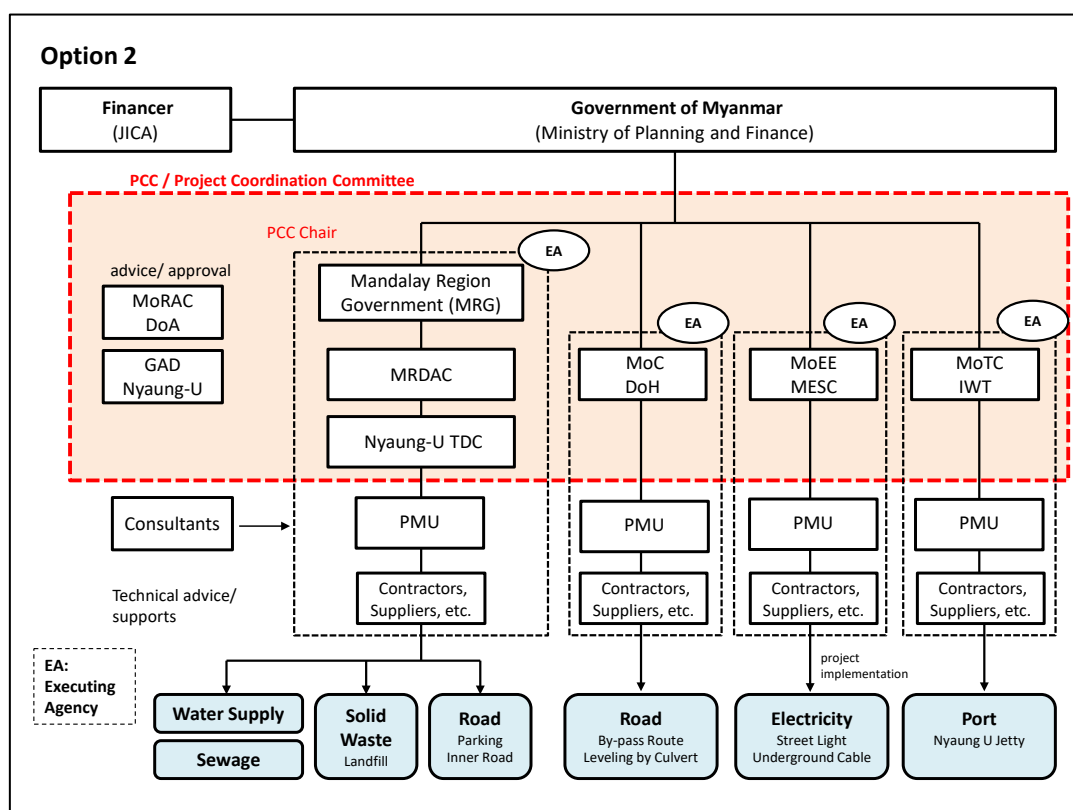 Option 2
Financer
(JICA)
Government of Myanmar
(Ministry of Planning and Finance)
PCC / Project Coordination Committee
PCC Chair
EA
advice/ approval
MoRAC
DoA
GAD
Nyaung-U
Mandalay Region
Government (MRG)
MRDAC
Nyaung-U TDC
EA
MoC
DoH
EA
MoEE
MESC
EA
MoTC
IWT
Consultants
PMU
PMU
PMU
PMU
Technical advice/
supports
Contractors,
Suppliers, etc.
Contractors,
Suppliers, etc.
Contractors,
Suppliers, etc.
Contractors,
Suppliers, etc.
EA:
Executing
Agency
project
implementation
Water Supply
Sewage
Solid
Waste
Landfill
Road
Parking
Inner Road
Road
By-pass Route
Leveling by Culvert
Electricity
Street Light
Underground Cable
Port
Nyaung U Jetty